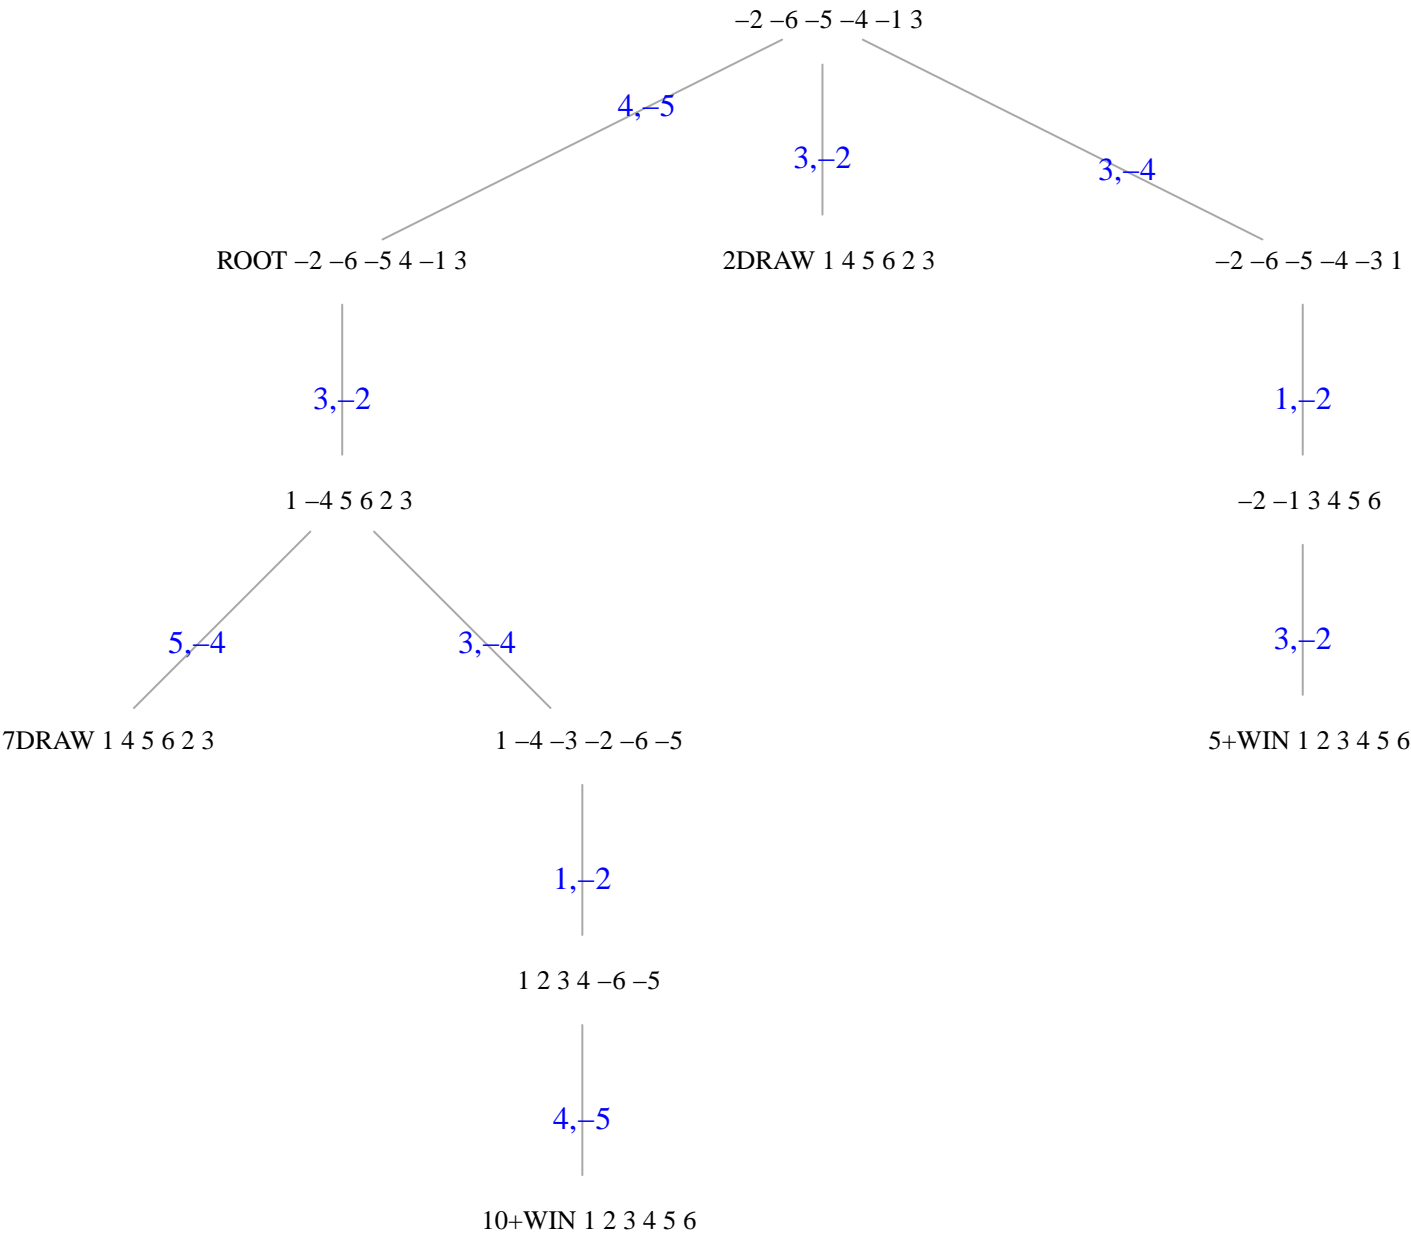 –2 –6 –5 –4 –1 3
4,–5
3,–2
3,–4
ROOT –2 –6 –5 4 –1 3
2DRAW 1 4 5 6 2 3
–2 –6 –5 –4 –3 1
3,–2
1,–2
1 –4 5 6 2 3
–2 –1 3 4 5 6
5,–4
3,–4
3,–2
7DRAW 1 4 5 6 2 3
1 –4 –3 –2 –6 –5
5+WIN 1 2 3 4 5 6
1,–2
1 2 3 4 –6 –5
4,–5
10+WIN 1 2 3 4 5 6